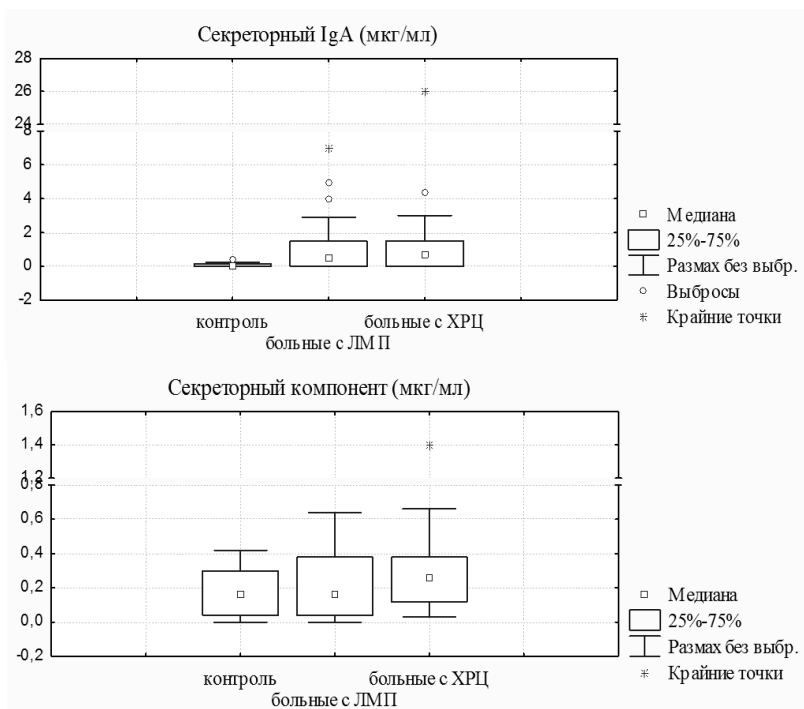 Секреторный IgA (мкг/мл)
28
26
24
8
6
4
2
0
-2
Медиана
25%-75%
Размах без выбр.
Выбросы
Крайние точки
контроль
больные с ХРЦ
больные с ЛМП
Секреторный компонент (мкг/мл)
1,6
1,4
1,2
0,8
0,6
0,4
0,2
0,0
-0,2
Медиана
25%-75%
Размах без выбр.
Крайние точки
контроль
больные с ХРЦ
больные с ЛМП